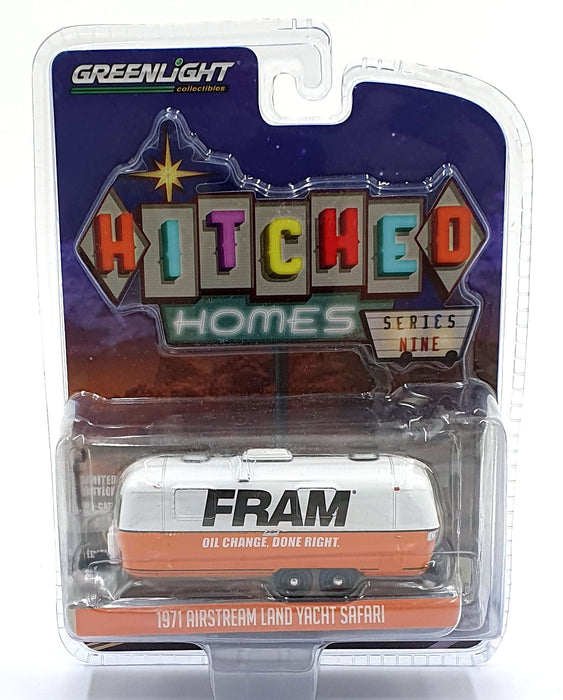 GREENLiGHT
collectibles
HITCHED
HOMES
SERIES
NINE
FRAM®
OIL CHANGE, DONE RIGHT.
1971 AIRSTREAM LAND YACHT SAFARI